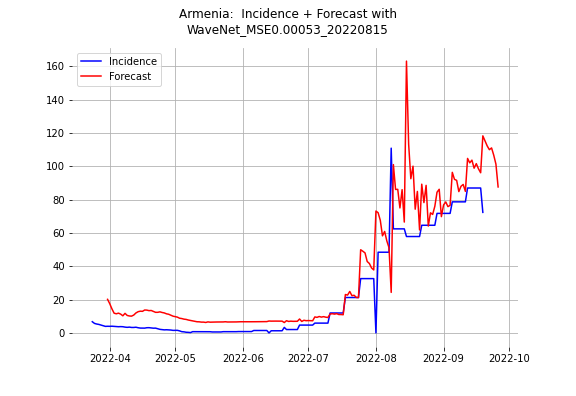 Armenia:  Incidence + Forecast with
WaveNet_MSE0.00053_20220815
Incidence
Forecast
160
140
120
100
80
60
40
20
0
2022-04 2022-05 2022-06 2022-07 2022-08 2022-09 2022-10